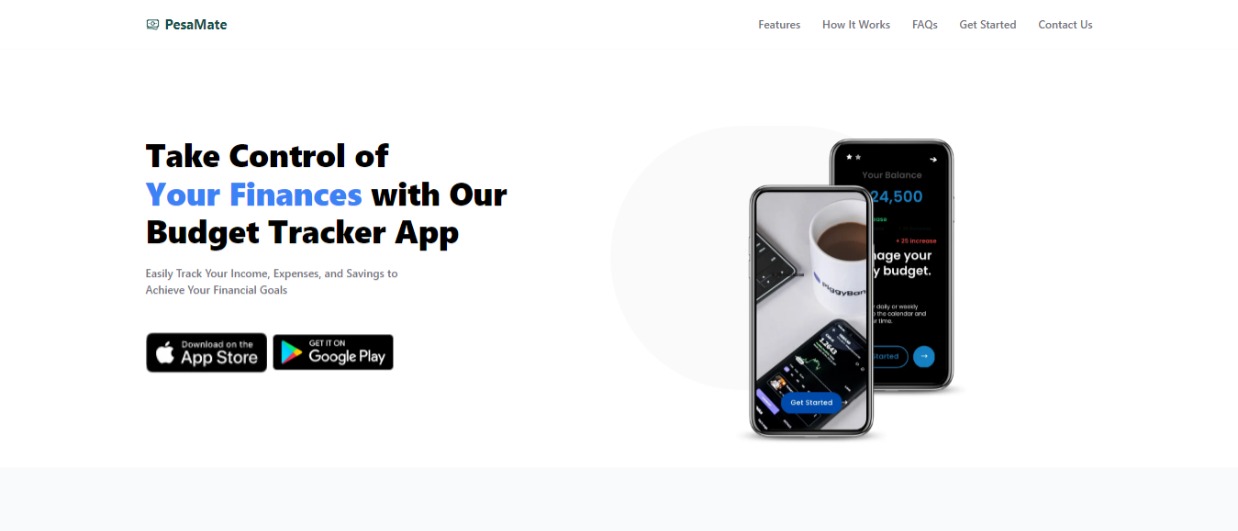 PesaMate
Features
How It Works
FAQs
Get Started
Contact Us
Take Control of
Your Finances with Our
Budget Tracker App
Easily Track Your Income, Expenses, and Savings to
Achieve Your Financial Goals
Download on the
App Store
GET IT ON
Google Play
Your Balance
24,500
+ 25 Increase
y budget.
daily or weekly
the calendar and
time.
PiggyBan
1.2643
Get Started